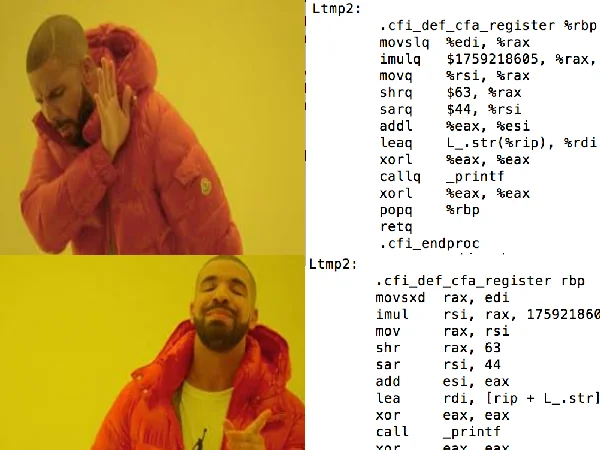 Ltmp2:
.cfi_def_cfa_register %rbp
movslq %edi, %rax
imulq $1759218605, %rax,
movq %rsi, %rax
shrq $63, %rax
sarq $44, %rsi
addl %eax, %esi
leaq L_.str(%rip), %rdi
xorl %eax, %eax
callq _printf
xorl %eax, %eax
popq %rbp
retq
.cfi_endproc
Ltmp2:
.cfi_def_cfa_register rbp
movsxd rax, edi
imul rsi, rax, 175921860
mov rax, rsi
shr rax, 63
sar rsi, 44
add esi, eax
lea rdi, [rip + L_.str]
xor eax, eax
call _printf
xor eax, eax